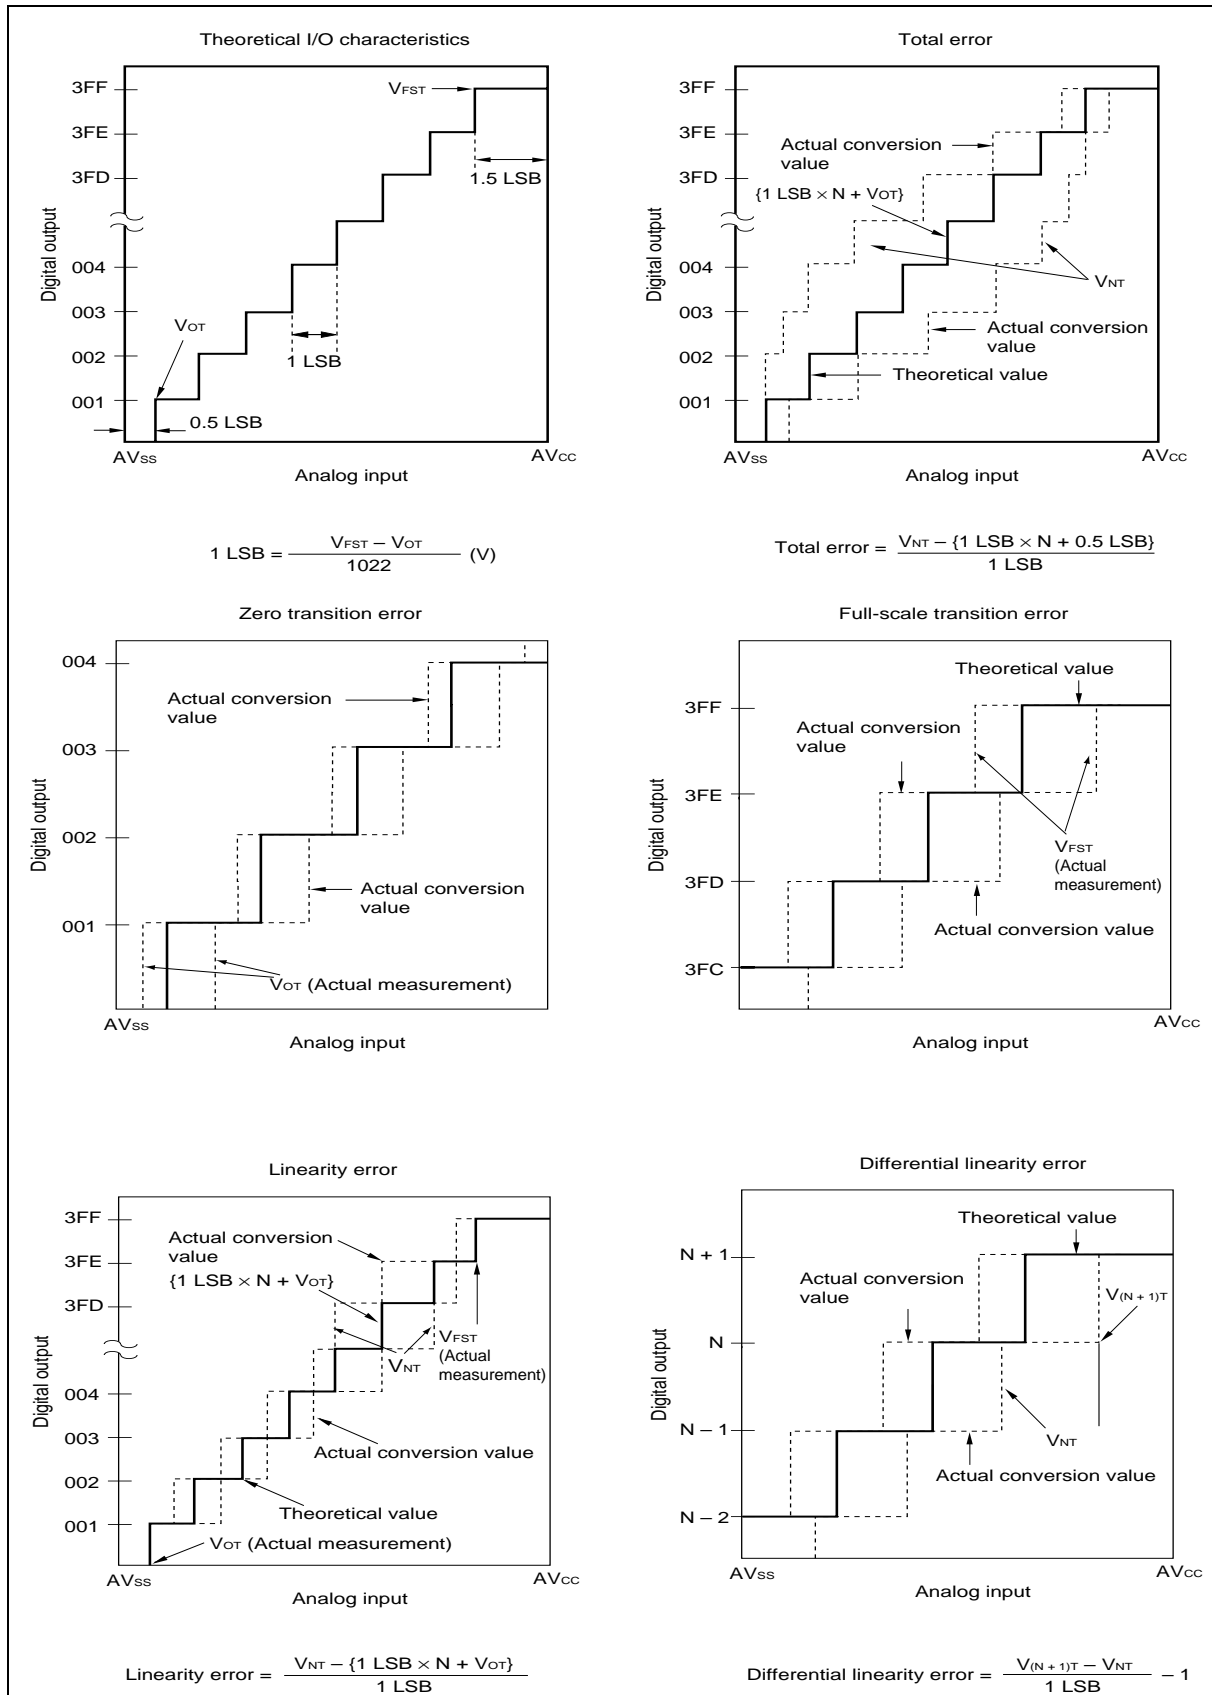 Theoretical I/O characteristics
3FF
3FE
3FD
004
003
002
001
Digital output
VFST
1.5 LSB
VOT
1 LSB
0.5 LSB
AVSS
AVCC
Analog input
1 LSB = VFST – VOT / 1022 (V)
Total error
3FF
3FE
3FD
004
003
002
001
Digital output
Actual conversion
value
{1 LSB × N + VOT}
VNT
Actual conversion
value
Theoretical value
AVSS
AVCC
Analog input
Total error = VNT – {1 LSB × N + 0.5 LSB} / 1 LSB
Zero transition error
004
003
002
001
Digital output
Actual conversion
value
Actual conversion
value
VOT (Actual measurement)
AVSS
Analog input
Full-scale transition error
3FF
3FE
3FD
3FC
Digital output
Theoretical value
Actual conversion
value
VFST
(Actual
measurement)
Actual conversion value
AVCC
Analog input
Linearity error
3FF
3FE
3FD
004
003
002
001
Digital output
Actual conversion
value
{1 LSB × N + VOT}
VFST
(Actual
measurement)
VNT
Actual conversion value
Theoretical value
VOT (Actual measurement)
AVSS
AVCC
Analog input
Linearity error = VNT – {1 LSB × N + VOT} / 1 LSB
Differential linearity error
N + 1
N
N – 1
N – 2
Digital output
Theoretical value
Actual conversion
value
V(N + 1)T
VNT
Actual conversion value
AVSS
AVCC
Analog input
Differential linearity error = V(N + 1)T – VNT / 1 LSB – 1